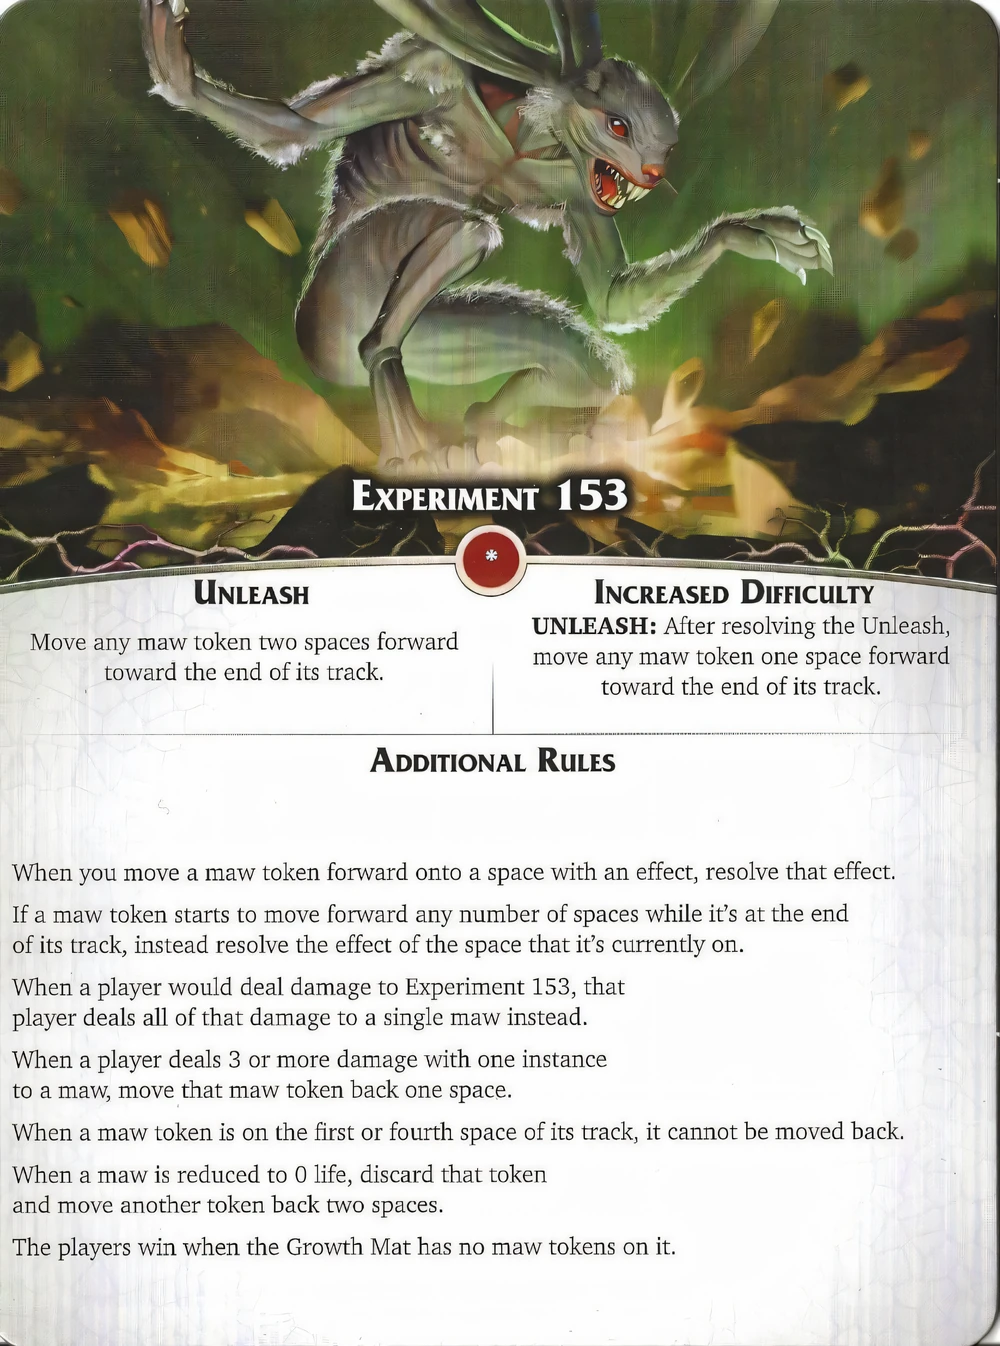 Experiment 153
*
Unleash
Move any maw token two spaces forward
toward the end of its track.
Increased Difficulty
UNLEASH: After resolving the Unleash,
move any maw token one space forward
toward the end of its track.
Additional Rules
When you move a maw token forward onto a space with an effect, resolve that effect.
If a maw token starts to move forward any number of spaces while it's at the end
of its track, instead resolve the effect of the space that it's currently on.
When a player would deal damage to Experiment 153, that
player deals all of that damage to a single maw instead.
When a player deals 3 or more damage with one instance
to a maw, move that maw token back one space.
When a maw token is on the first or fourth space of its track, it cannot be moved back.
When a maw is reduced to 0 life, discard that token
and move another token back two spaces.
The players win when the Growth Mat has no maw tokens on it.